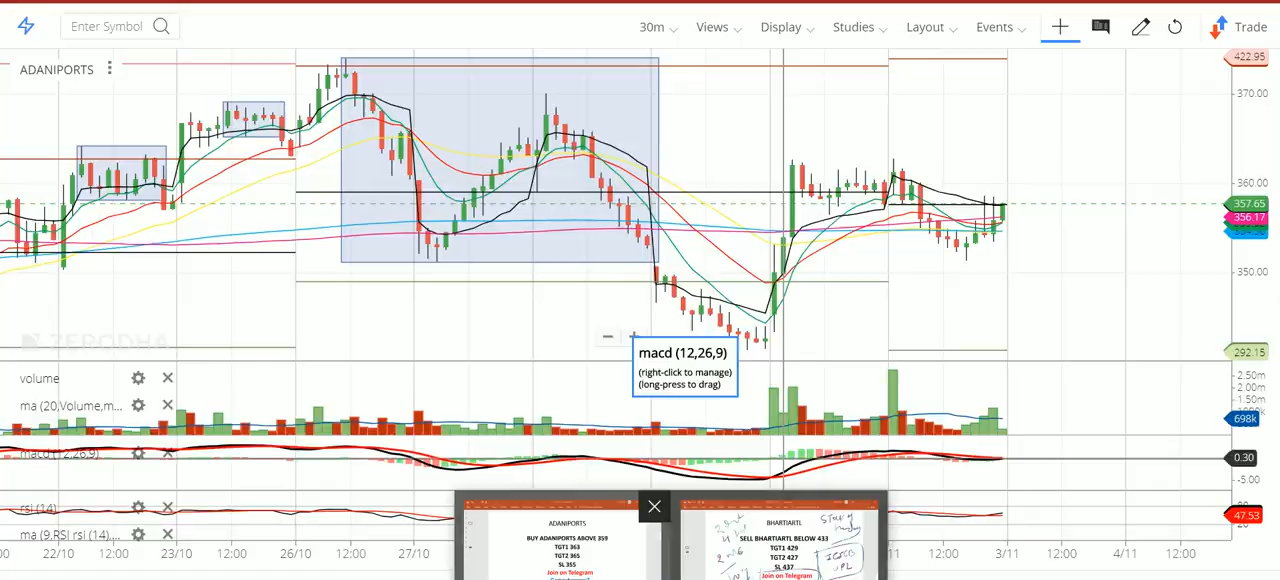 Enter Symbol
30m Views Display Studies Layout Events Trade
ADANIPORTS
422.95
370.00
360.00
357.65
356.17
350.00
ZERODHA
macd (12,26,9)
(right-click to manage)
(long-press to drag)
292.15
volume
2.50m
2.00m
1.50m
ma (20,Volume,m...
698k
macd (12,26,9)
0.30
-5.00
rsi (14)
47.53
ma (9,RSI rsi (14),...
22/10 12:00 23/10 12:00 26/10 12:00 27/10 12:00 3/11 12:00 4/11 12:00
ADANIPORTS
BUY ADANIPORTS ABOVE 359
TGT1 363
TGT2 365
SL 355
Join on Telegram
BHARTIARTL
SELL BHARTIARTL BELOW 433
TGT1 429
TGT2 427
SL 437
Join on Telegram